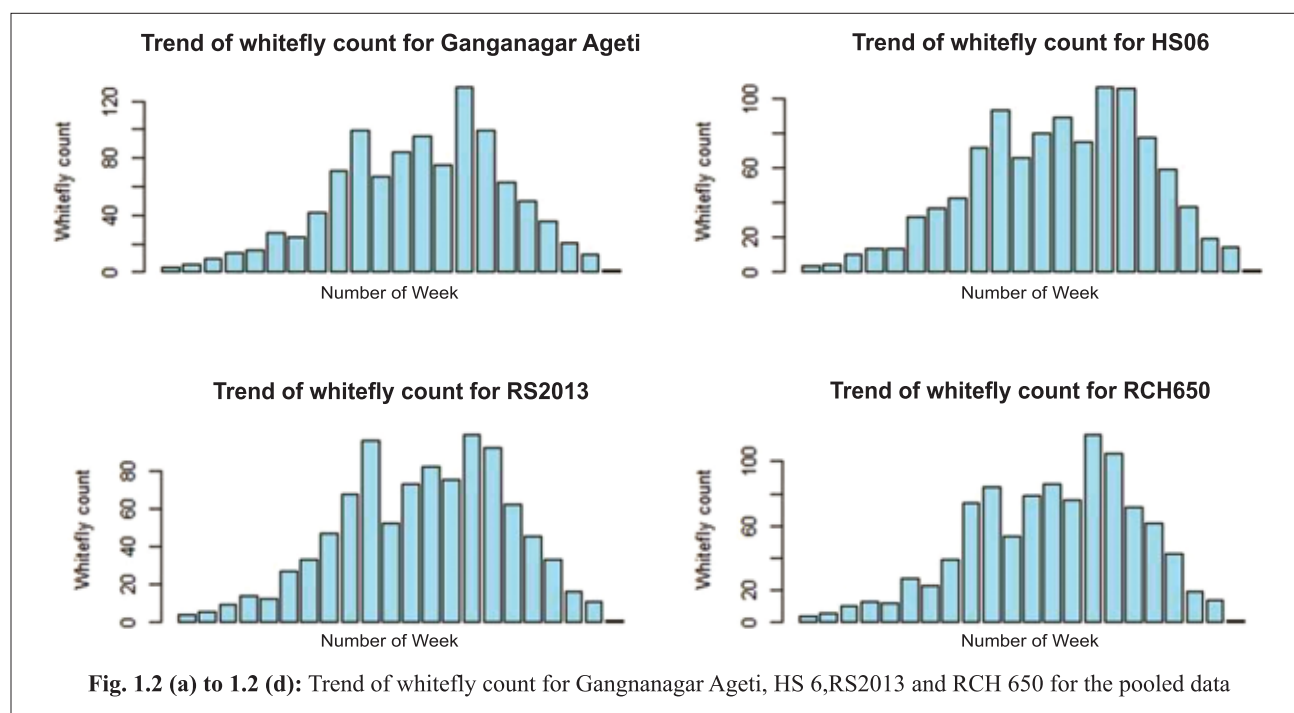 Trend of whitefly count for Ganganagar Ageti
120
80
40
0
Whitefly count
Number of Week
Trend of whitefly count for HS06
100
60
20
0
Whitefly count
Number of Week
Trend of whitefly count for RS2013
80
60
40
20
0
Whitefly count
Number of Week
Trend of whitefly count for RCH650
100
60
20
0
Whitefly count
Number of Week
Fig. 1.2 (a) to 1.2 (d): Trend of whitefly count for Gangnanagar Ageti, HS 6,RS2013 and RCH 650 for the pooled data